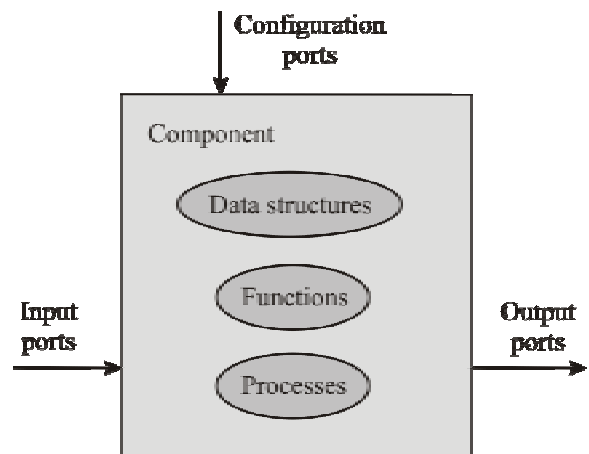 Configuration
ports
Component
Data structures
Functions
Input
ports
Output
ports
Processes